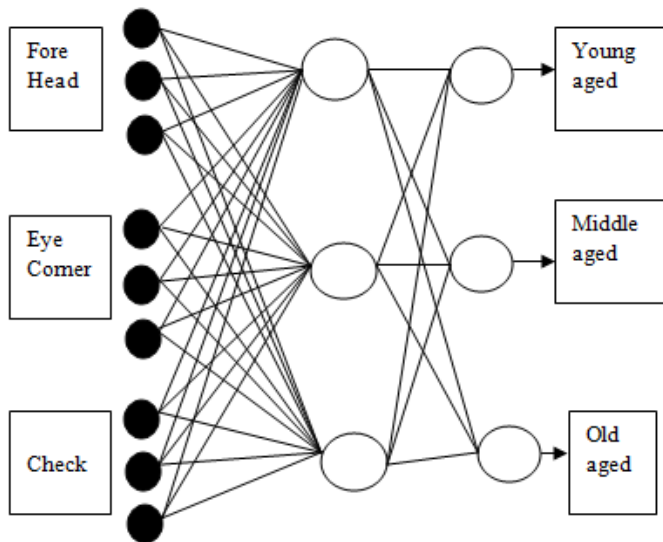 Fore
Head
Eye
Corner
Check
Young
aged
Middle
aged
Old
aged